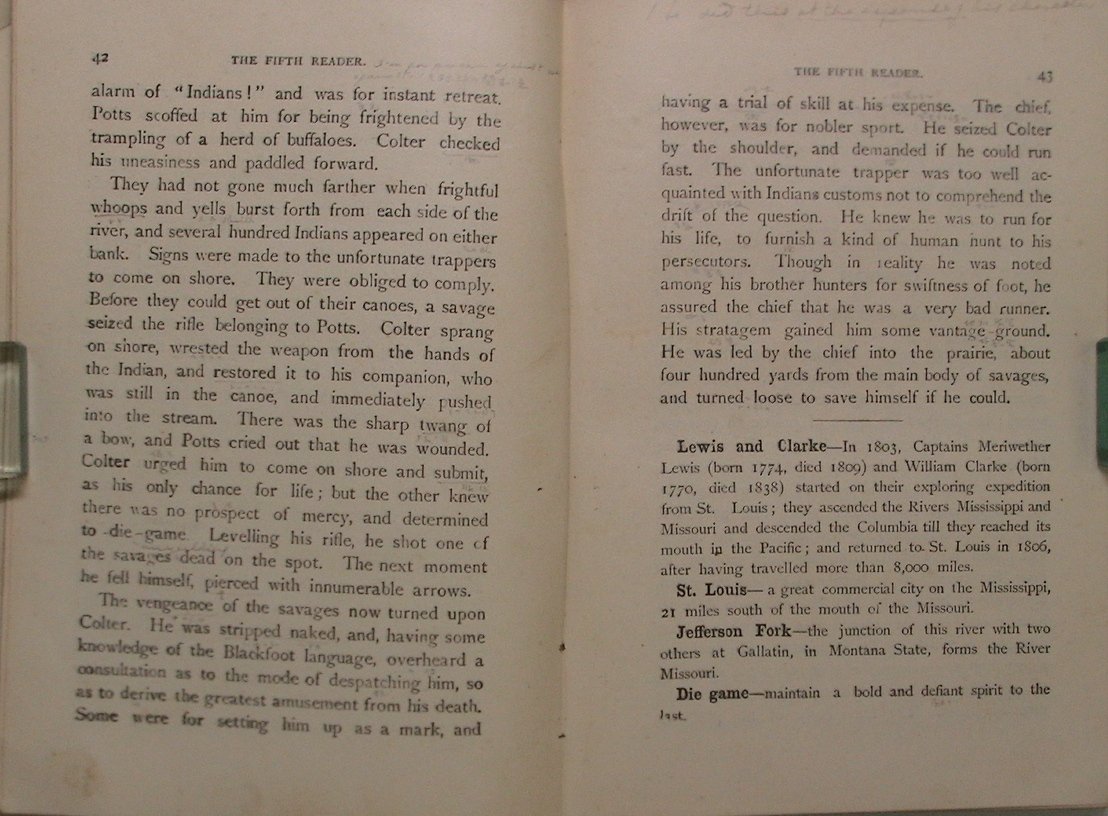 42
THE FIFTH READER.
alarm of "Indians!" and was for instant retreat.
Potts scoffed at him for being frightened by the
trampling of a herd of buffaloes. Colter checked
his uneasiness and paddled forward.
They had not gone much farther when frightful
whoops and yells burst forth from each side of the
river, and several hundred Indians appeared on either
bank. Signs were made to the unfortunate trappers
to come on shore. They were obliged to comply.
Before they could get out of their canoes, a savage
seized the rifle belonging to Potts. Colter sprang
on shore, wrested the weapon from the hands of
the Indian, and restored it to his companion, who
was still in the canoe, and immediately pushed
into the stream. There was the sharp twang of
a bow, and Potts cried out that he was wounded.
Colter urged him to come on shore and submit,
as his only chance for life; but the other knew
there was no prospect of mercy, and determined
to die game. Levelling his rifle, he shot one of
the savages dead on the spot. The next moment
he fell himself, pierced with innumerable arrows.
The vengeance of the savages now turned upon
Colter. He was stripped naked, and, having some
knowledge of the Blackfoot language, overheard a
consultation as to the mode of despatching him, so
as to derive the greatest amusement from his death.
Some were for setting him up as a mark, and
THE FIFTH READER.
43
having a trial of skill at his expense. The chief,
however, was for nobler sport. He seized Colter
by the shoulder, and demanded if he could run
fast. The unfortunate trapper was too well ac-
quainted with Indians customs not to comprehend the
drift of the question. He knew he was to run for
his life, to furnish a kind of human hunt to his
persecutors. Though in reality he was noted
among his brother hunters for swiftness of foot, he
assured the chief that he was a very bad runner.
His stratagem gained him some vantage-ground.
He was led by the chief into the prairie, about
four hundred yards from the main body of savages,
and turned loose to save himself if he could.
Lewis and Clarke—In 1803, Captains Meriwether
Lewis (born 1774, died 1809) and William Clarke (born
1770, died 1838) started on their exploring expedition
from St. Louis; they ascended the Rivers Mississippi and
Missouri and descended the Columbia till they reached its
mouth in the Pacific; and returned to St. Louis in 1806,
after having travelled more than 8,000 miles.
St. Louis—a great commercial city on the Mississippi,
21 miles south of the mouth of the Missouri.
Jefferson Fork—the junction of this river with two
others at Gallatin, in Montana State, forms the River
Missouri.
Die game—maintain a bold and defiant spirit to the
last.